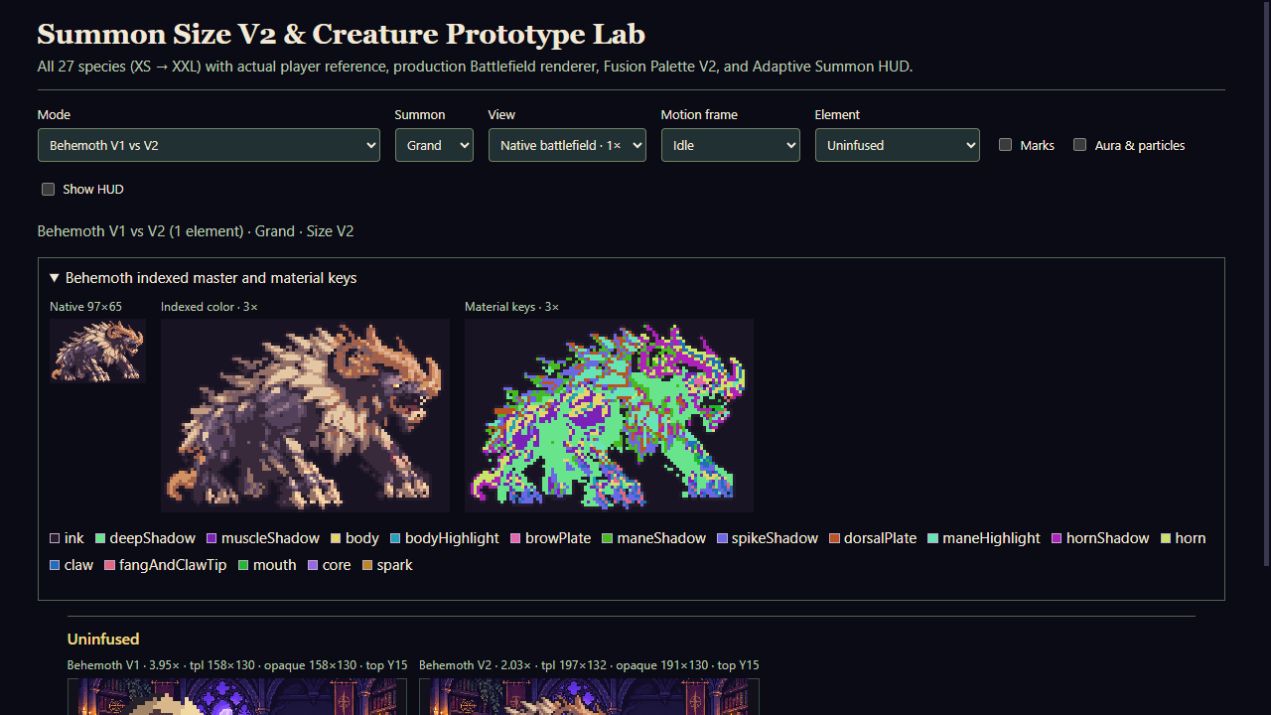 Summon Size V2 & Creature Prototype Lab
All 27 species (XS → XXL) with actual player reference, production Battlefield renderer, Fusion Palette V2, and Adaptive Summon HUD.
Mode Summon View Motion frame Element
Behemoth V1 vs V2 Grand Native battlefield · 1× Idle Uninfused Marks Aura & particles
Show HUD
Behemoth V1 vs V2 (1 element) · Grand · Size V2
▼ Behemoth indexed master and material keys
Native 97×65 Indexed color · 3× Material keys · 3×
ink deepShadow muscleShadow body bodyHighlight browPlate maneShadow spikeShadow dorsalPlate maneHighlight hornShadow horn
claw fangAndClawTip mouth core spark
Uninfused
Behemoth V1 · 3.95× · tpl 158×130 · opaque 158×130 · top Y15 Behemoth V2 · 2.03× · tpl 197×132 · opaque 191×130 · top Y15